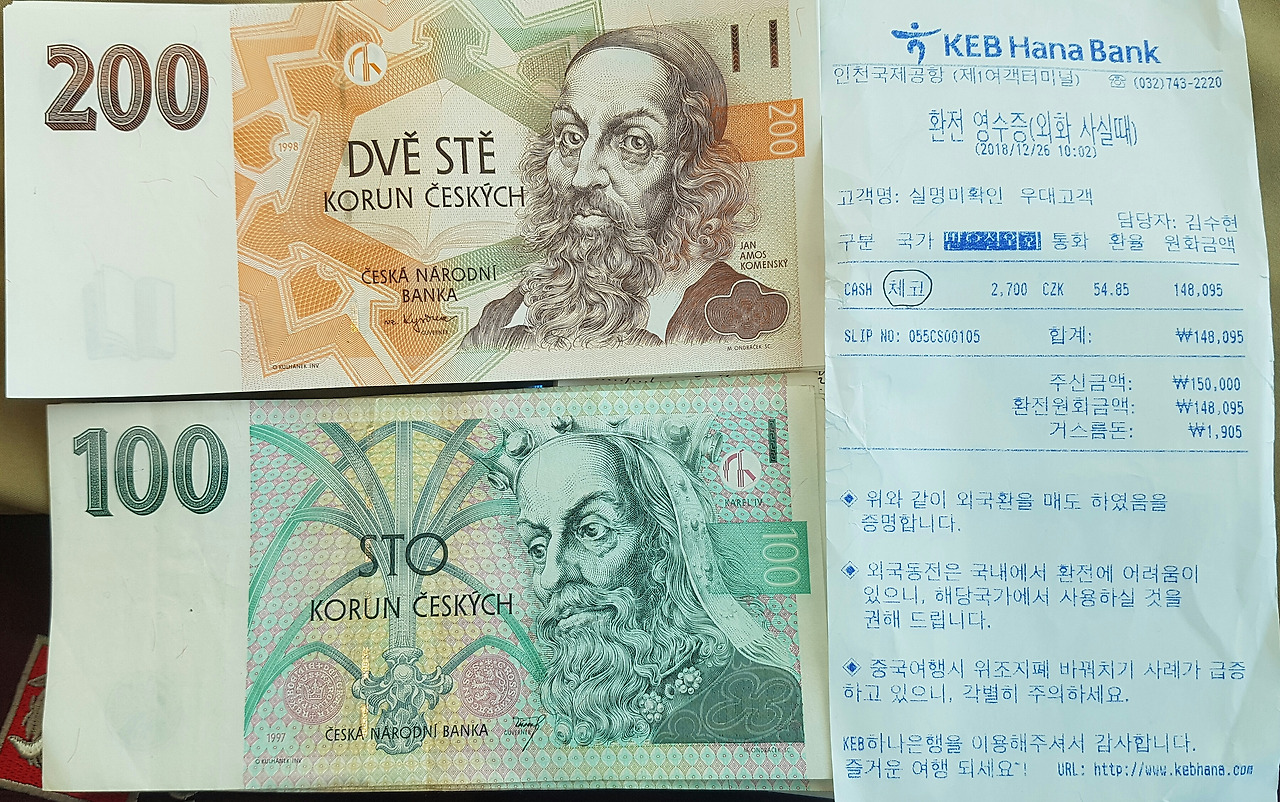 200
1998
DVĚ STĚ
KORUN ČESKÝCH
ČESKÁ NÁRODNÍ
BANKA
GUVERNÉR
O KULHÁNEK INV
200
JAN
AMOS
KOMENSKÝ
M. ONDRÁČEK SC.
100
STO
KORUN ČESKÝCH
1997
ČESKÁ NÁRODNÍ BANKA
GUVERNÉR
O KULHÁNEK INV
KAREL IV.
100
KEB Hana Bank
인천국제공항 (제1여객터미널) ☏ (032)743-2220
환전 영수증(외화 사실때)
(2018/12/26 10:02)
고객명: 실명미확인 우대고객
담당자: 김수현
구분 국가 통화 환율 원화금액
CASH 체코 2,700 CZK 54.85 148,095
SLIP NO: 055CS00105 합계: ₩148,095
주신금액: ₩150,000
환전원화금액: ₩148,095
거스름돈: ₩1,905
◈ 위와 같이 외국환을 매도 하였음을
증명합니다.
◈ 외국동전은 국내에서 환전에 어려움이
있으니, 해당국가에서 사용하실 것을
권해 드립니다.
◈ 중국여행시 위조지폐 바꿔치기 사례가 급증
하고 있으니, 각별히 주의하세요.
KEB하나은행을 이용해주셔서 감사합니다.
즐거운 여행 되세요~! URL: http://www.kebhana.com